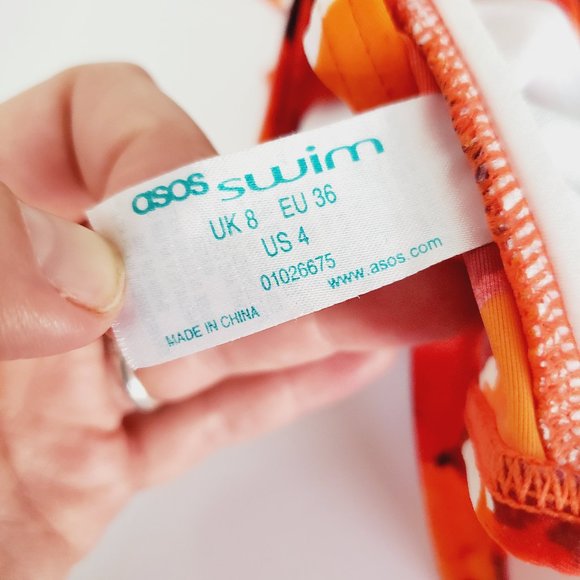 asos swim
UK 8 EU 36
US 4
01026675
www.asos.com
MADE IN CHINA